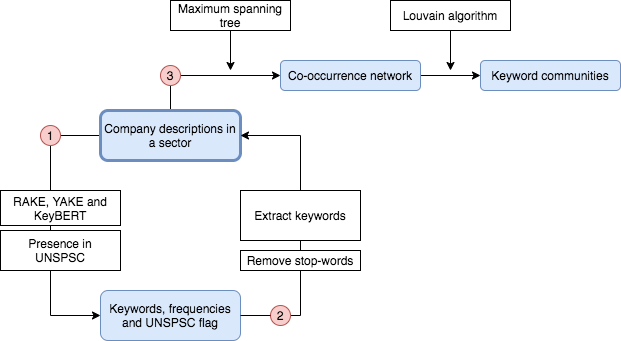 Maximum spanning
tree
Louvain algorithm
3
Co-occurrence network
Keyword communities
Company descriptions in
a sector
1
RAKE, YAKE and
KeyBERT
Presence in
UNSPSC
Extract keywords
Remove stop-words
Keywords, frequencies
and UNSPSC flag
2